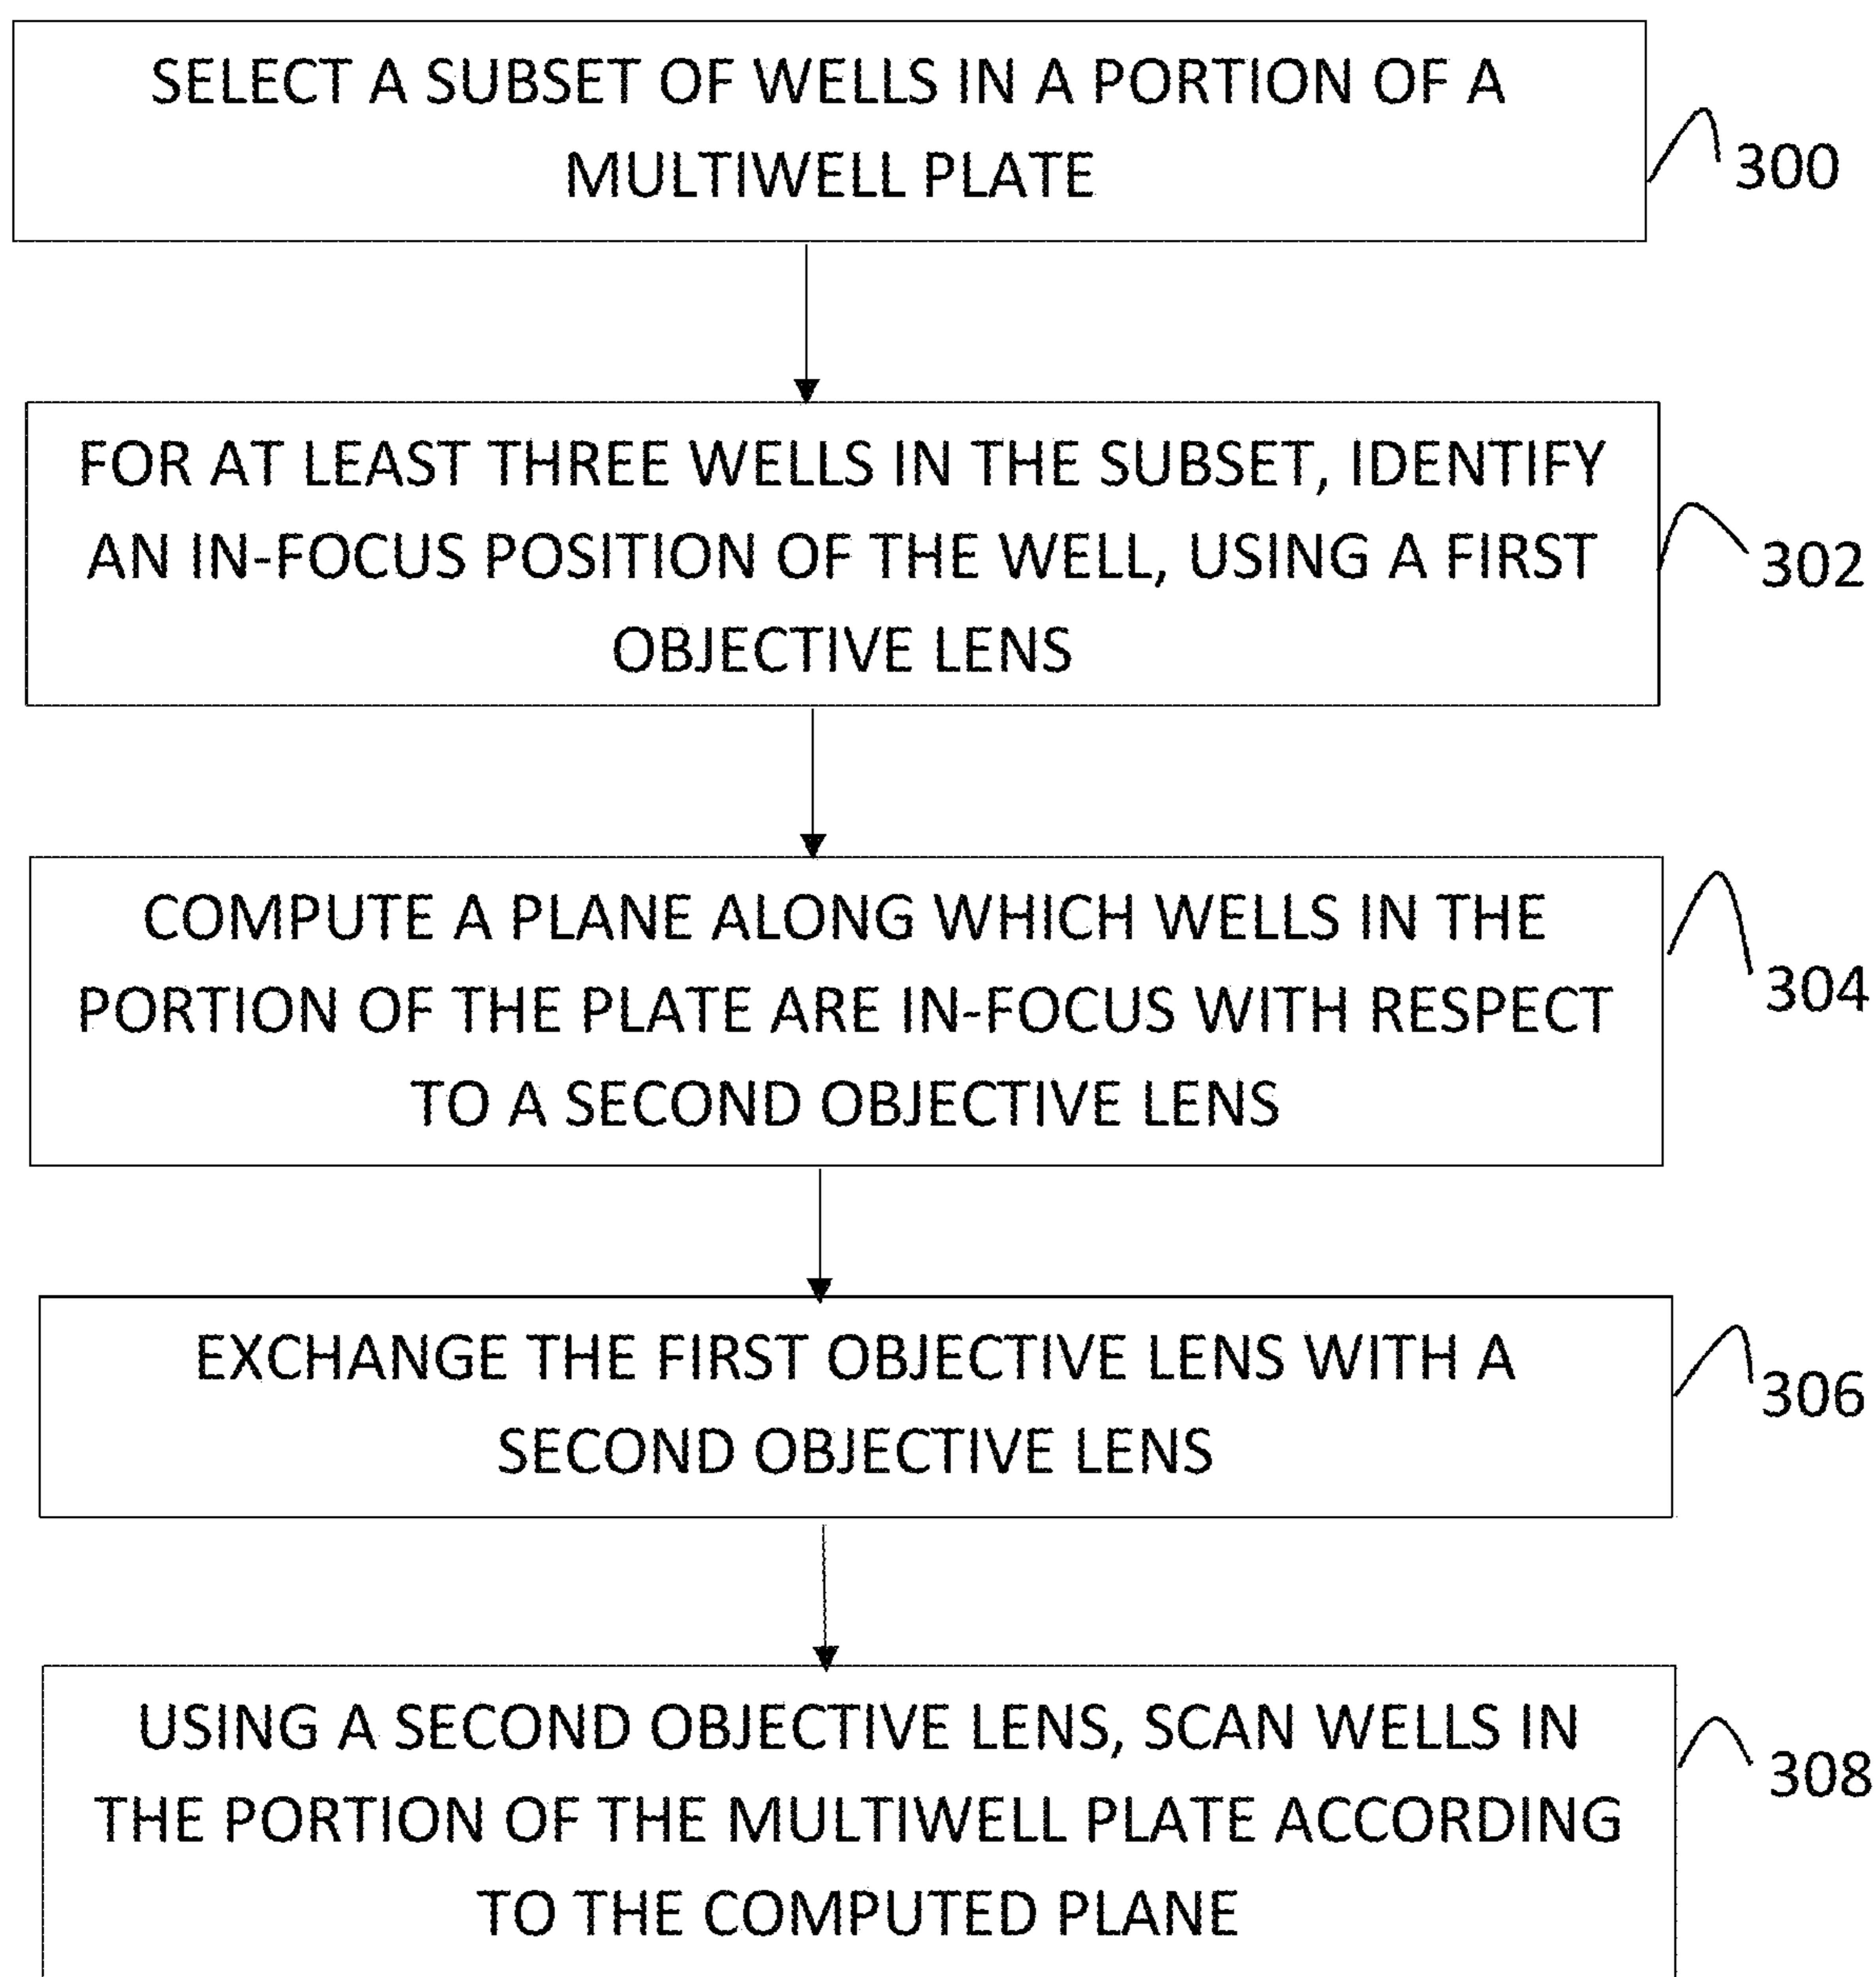 SELECT A SUBSET OF WELLS IN A PORTION OF A
MULTIWELL PLATE
300
FOR AT LEAST THREE WELLS IN THE SUBSET, IDENTIFY
AN IN-FOCUS POSITION OF THE WELL, USING A FIRST
OBJECTIVE LENS
302
COMPUTE A PLANE ALONG WHICH WELLS IN THE
PORTION OF THE PLATE ARE IN-FOCUS WITH RESPECT
TO A SECOND OBJECTIVE LENS
304
EXCHANGE THE FIRST OBJECTIVE LENS WITH A
SECOND OBJECTIVE LENS
306
USING A SECOND OBJECTIVE LENS, SCAN WELLS IN
THE PORTION OF THE MULTIWELL PLATE ACCORDING
TO THE COMPUTED PLANE
308